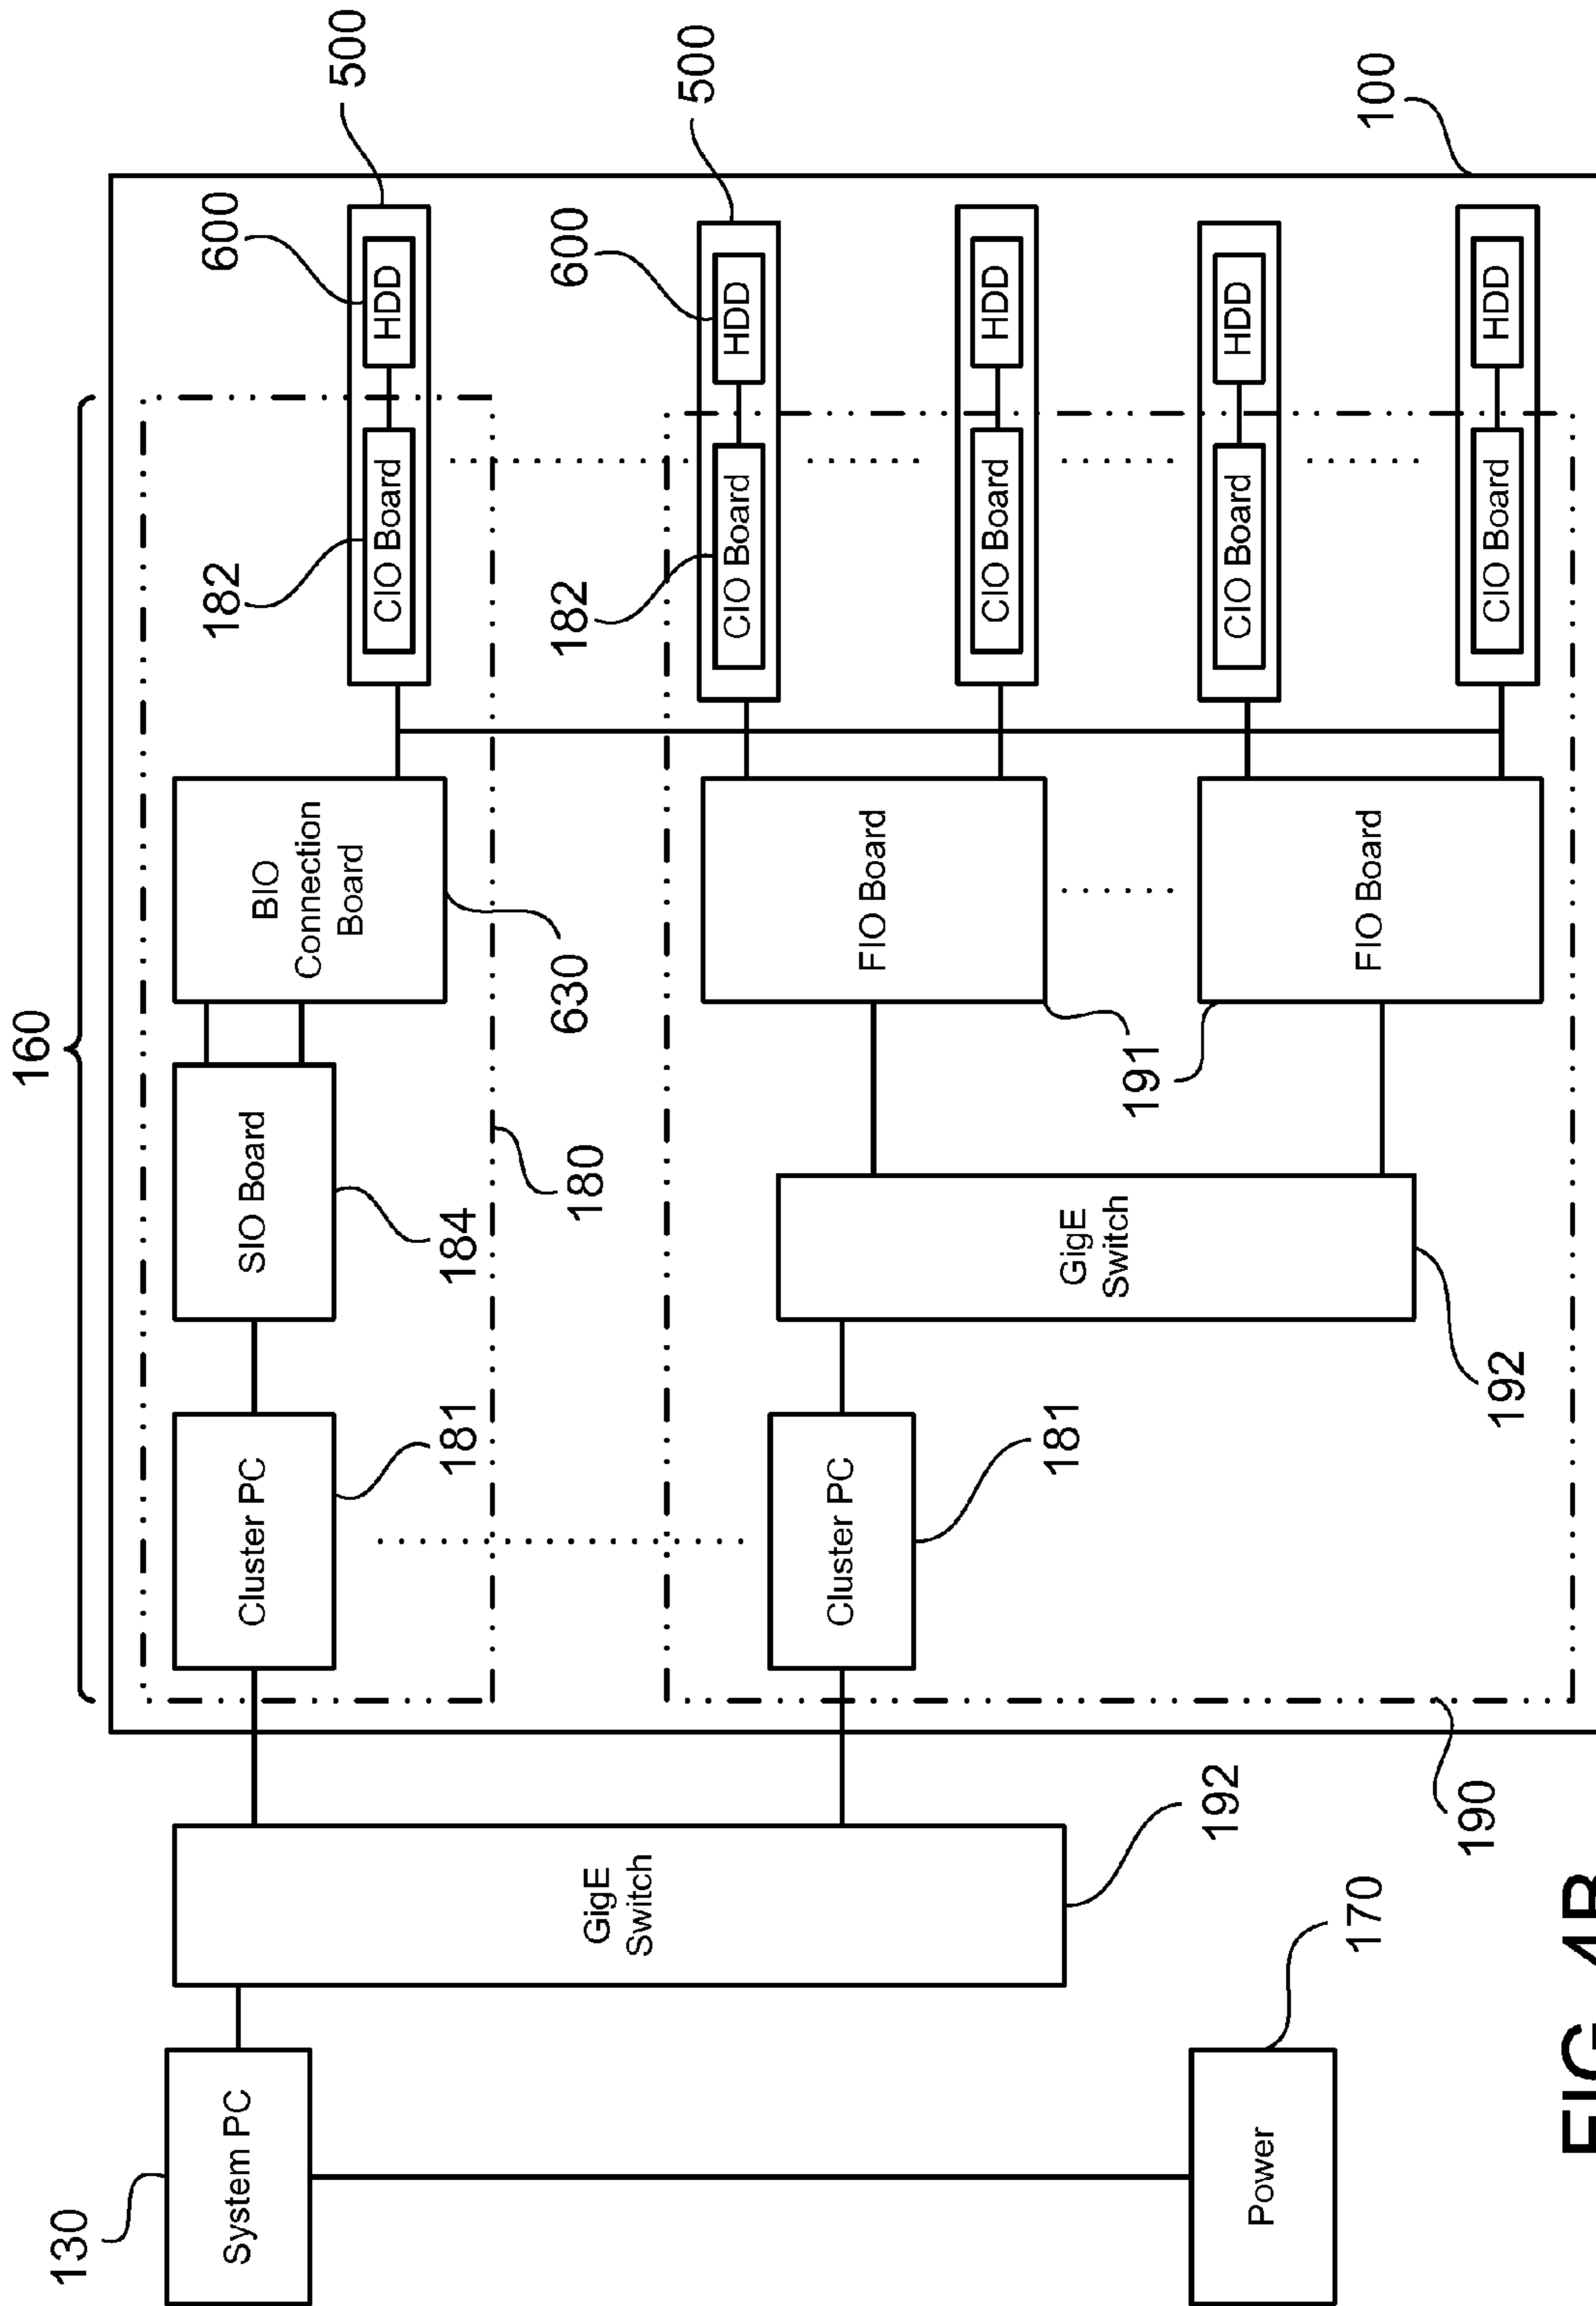 160
130
System PC
GigE
Switch
192
170
Power
Cluster PC
181
SIO Board
184
BIO
Connection
Board
630
180
182
CIO Board
600
HDD
500
Cluster PC
181
GigE
Switch
192
FIO Board
191
FIO Board
182
CIO Board
600
HDD
500
CIO Board
HDD
CIO Board
HDD
CIO Board
HDD
100
190
FIG. 4B